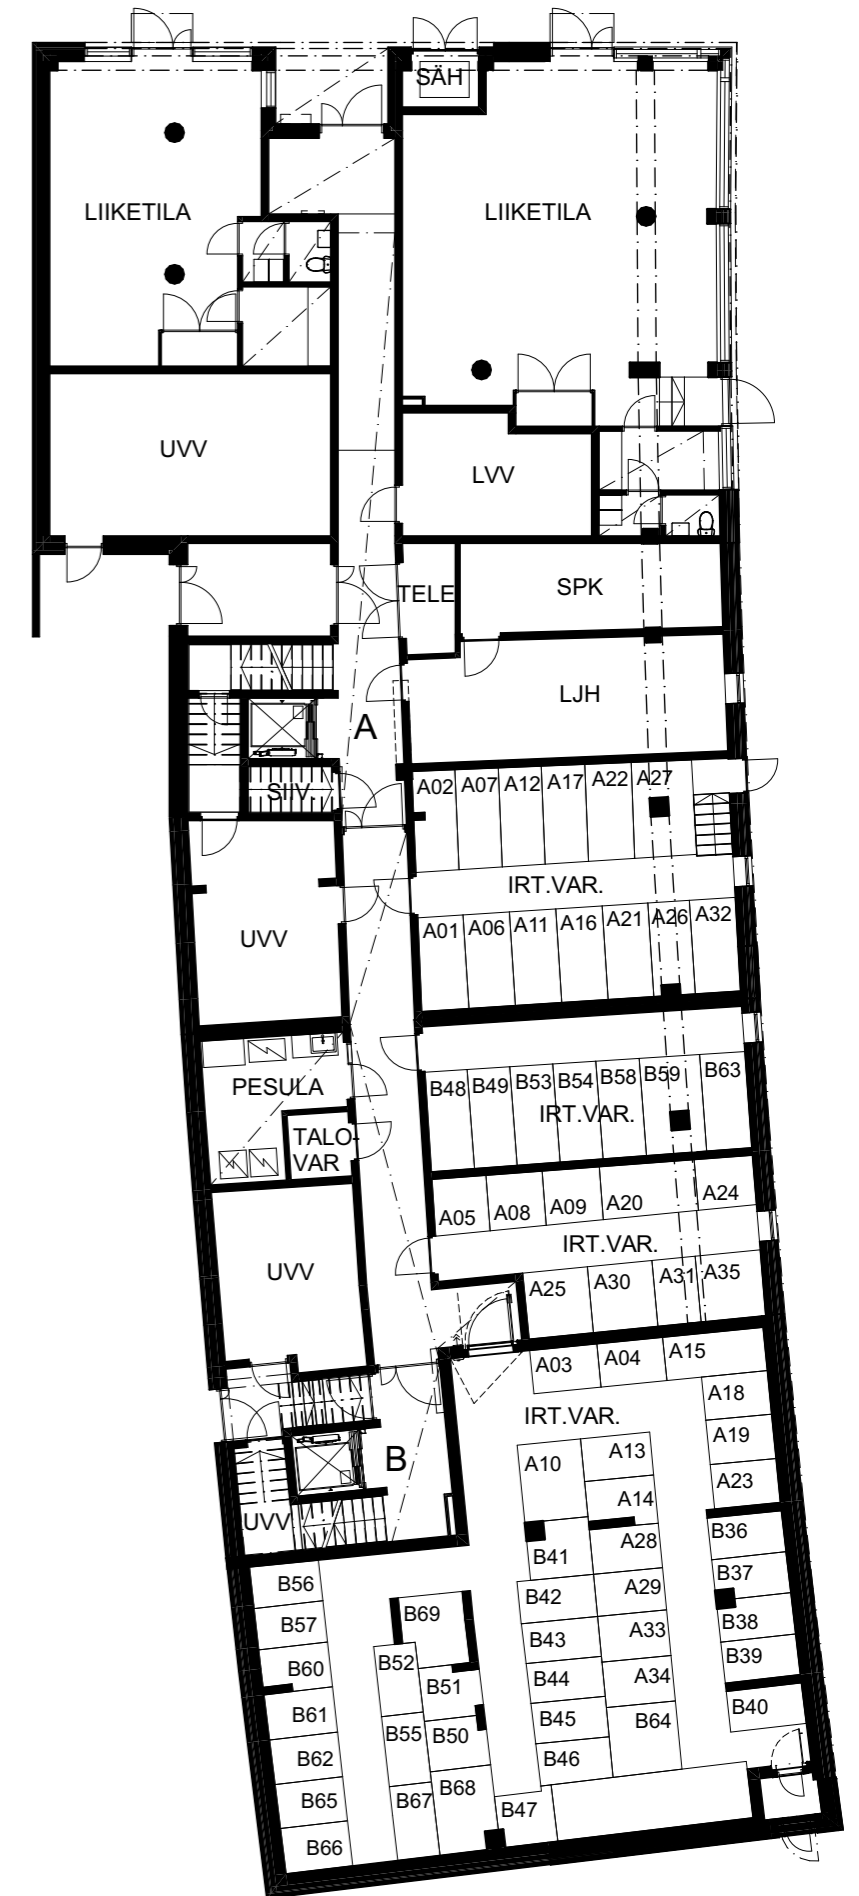 SÄH
LIIKETILA
LIIKETILA
UVV
LVV
TELE
SPK
LJH
A
SIIV.
A02 A07 A12 A17 A22 A27
IRT.VAR.
A01 A06 A11 A16 A21 A26 A32
UVV
PESULA
TALO-
VAR
B48 B49 B53 B54 B58 B59 B63
IRT.VAR.
A05 A08 A09 A20 A24
IRT.VAR.
A25 A30 A31 A35
UVV
A03 A04 A15
IRT.VAR.
A18
A19
A23
A10
A13
A14
B
UVV
B41
A28
B36
B42
A29
B37
B43
A33
B38
B44
A34
B39
B45
B64
B40
B46
B47
B56
B57
B60
B61
B62
B65
B66
B69
B52
B51
B55
B50
B67
B68